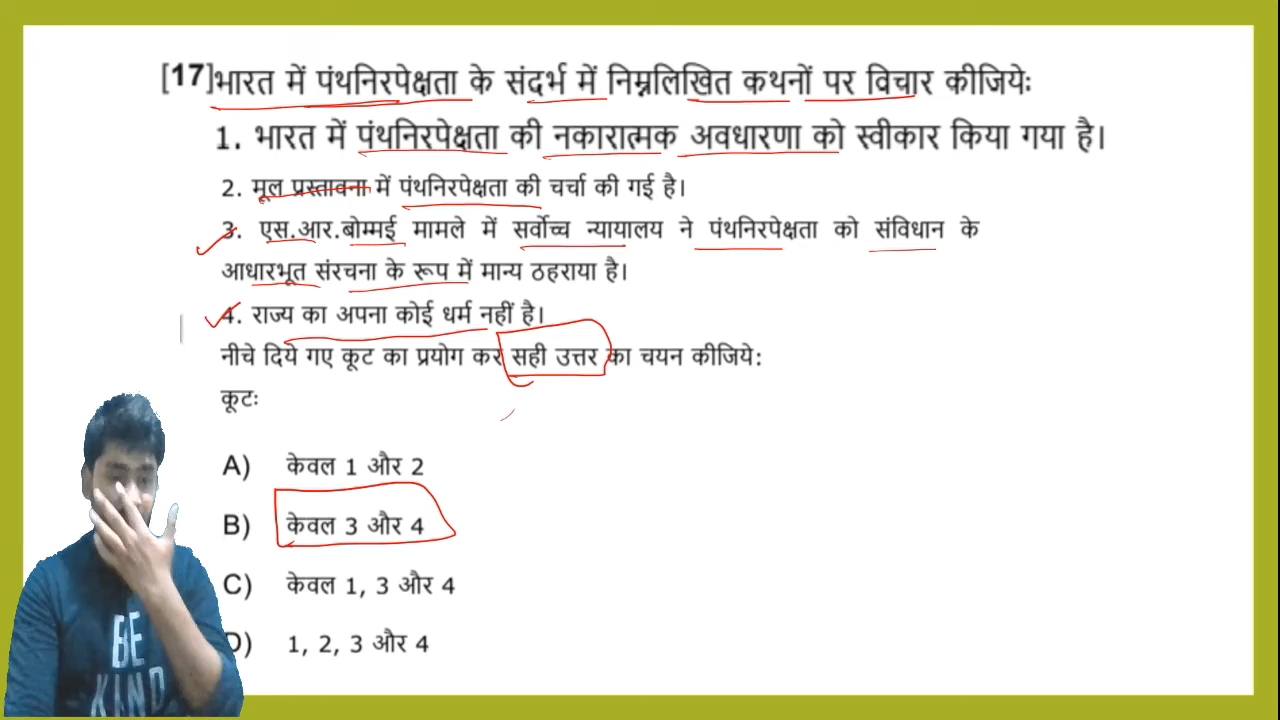 [17]भारत में पंथनिरपेक्षता के संदर्भ में निम्नलिखित कथनों पर विचार कीजियेः
1. भारत में पंथनिरपेक्षता की नकारात्मक अवधारणा को स्वीकार किया गया है।
2. मूल प्रस्तावना में पंथनिरपेक्षता की चर्चा की गई है।
3. एस.आर.बोम्मई मामले में सर्वोच्च न्यायालय ने पंथनिरपेक्षता को संविधान के
आधारभूत संरचना के रूप में मान्य ठहराया है।
4. राज्य का अपना कोई धर्म नहीं है।
नीचे दिये गए कूट का प्रयोग कर सही उत्तर का चयन कीजिये:
कूटः
A) केवल 1 और 2
B) केवल 3 और 4
C) केवल 1, 3 और 4
D) 1, 2, 3 और 4
BE
KIND